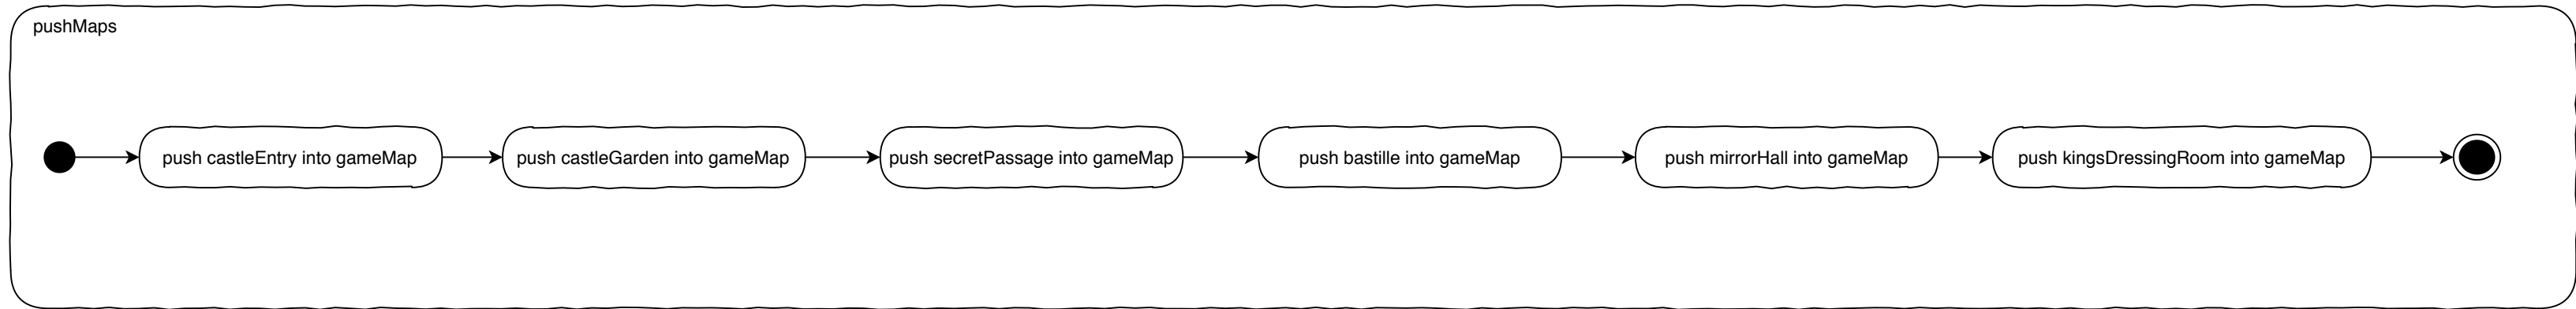 pushMaps
push castleEntry into gameMap
push castleGarden into gameMap
push secretPassage into gameMap
push bastille into gameMap
push mirrorHall into gameMap
push kingsDressingRoom into gameMap